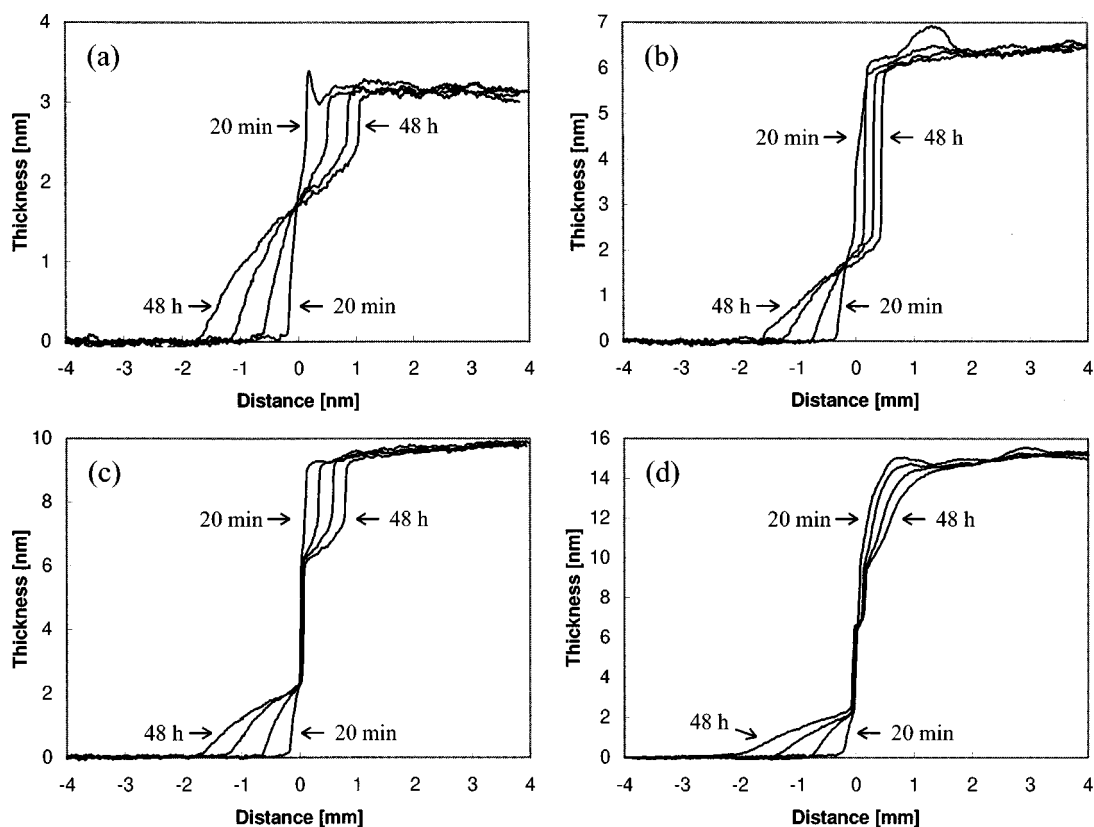 (a)
Thickness [nm]
4
3
2
1
0
20 min
48 h
48 h
20 min
-4 -3 -2 -1 0 1 2 3 4
Distance [nm]
(b)
Thickness [nm]
7
6
5
4
3
2
1
0
20 min
48 h
48 h
20 min
-4 -3 -2 -1 0 1 2 3 4
Distance [mm]
(c)
Thickness [nm]
10
8
6
4
2
0
20 min
48 h
48 h
20 min
-4 -3 -2 -1 0 1 2 3 4
Distance [mm]
(d)
Thickness [nm]
16
14
12
10
8
6
4
2
0
20 min
48 h
48 h
20 min
-4 -3 -2 -1 0 1 2 3 4
Distance [mm]